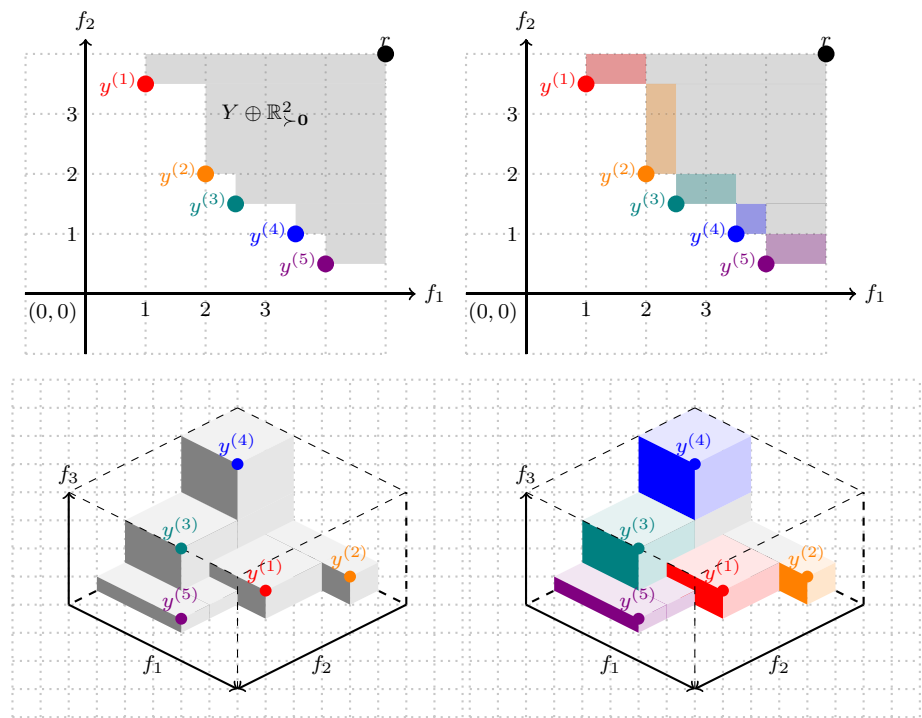 f₂ f₂
r r
y⁽¹⁾ y⁽¹⁾
3 Y ⊕ ℝ²_{≻𝟎} 3
2 y⁽²⁾ 2 y⁽²⁾
y⁽³⁾ y⁽³⁾
1 y⁽⁴⁾ 1 y⁽⁴⁾
y⁽⁵⁾ y⁽⁵⁾
f₁ f₁
(0, 0) 1 2 3 (0, 0) 1 2 3
y⁽⁴⁾ y⁽⁴⁾
f₃ f₃
y⁽³⁾ y⁽³⁾
y⁽²⁾ y⁽²⁾
y⁽¹⁾ y⁽¹⁾
y⁽⁵⁾ y⁽⁵⁾
f₁ f₂ f₁ f₂